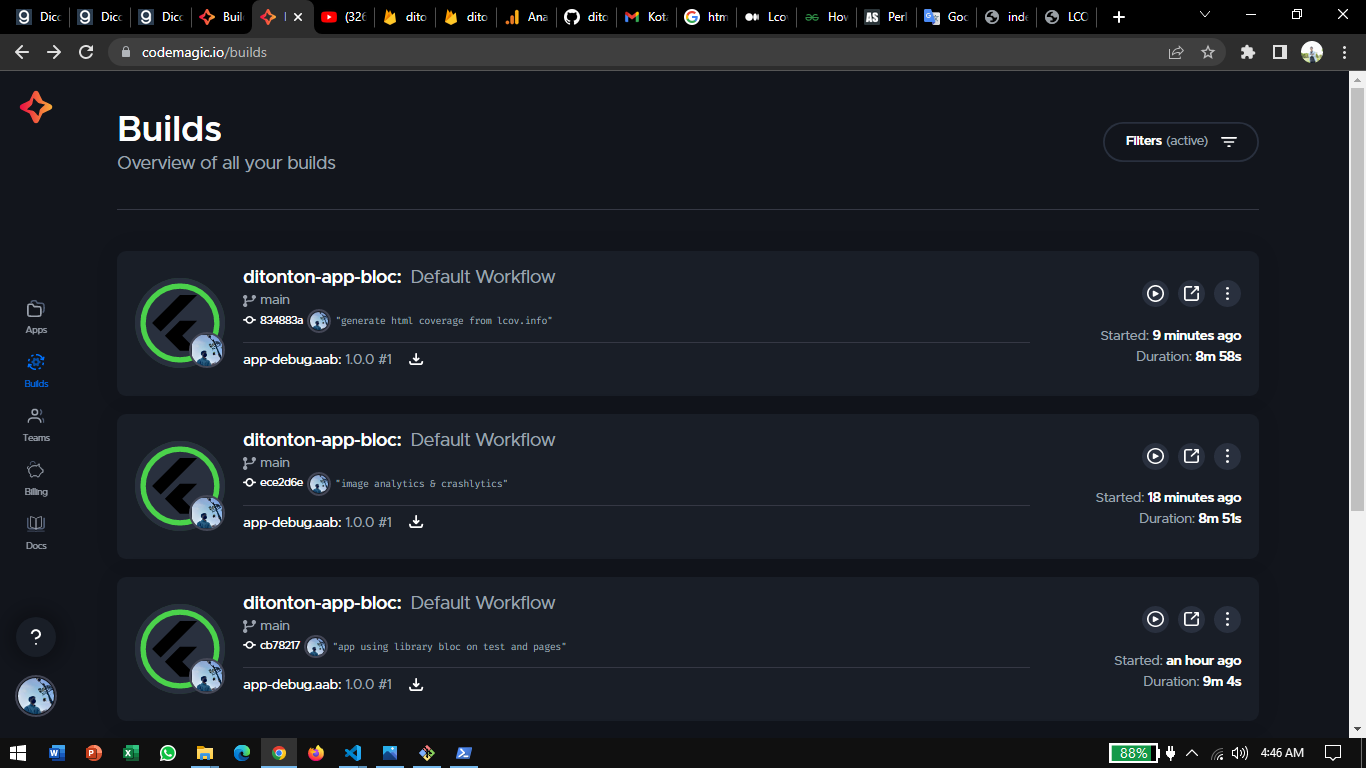 Dicc
Dicc
Dicc
Buil
(326
dito
dito
Ana
dito
Kota
htm
Lcov
How
AS
Perl
Goo
inde
LCO
codemagic.io/builds
Builds
Overview of all your builds
Filters (active)
Apps
Builds
Teams
Billing
Docs
?
ditonton-app-bloc: Default Workflow
main
834883a "generate html coverage from lcov.info"
app-debug.aab: 1.0.0 #1
Started: 9 minutes ago
Duration: 8m 58s
ditonton-app-bloc: Default Workflow
main
ece2d6e "image analytics & crashlytics"
app-debug.aab: 1.0.0 #1
Started: 18 minutes ago
Duration: 8m 51s
ditonton-app-bloc: Default Workflow
main
cb78217 "app using library bloc on test and pages"
app-debug.aab: 1.0.0 #1
Started: an hour ago
Duration: 9m 4s
88%
4:46 AM